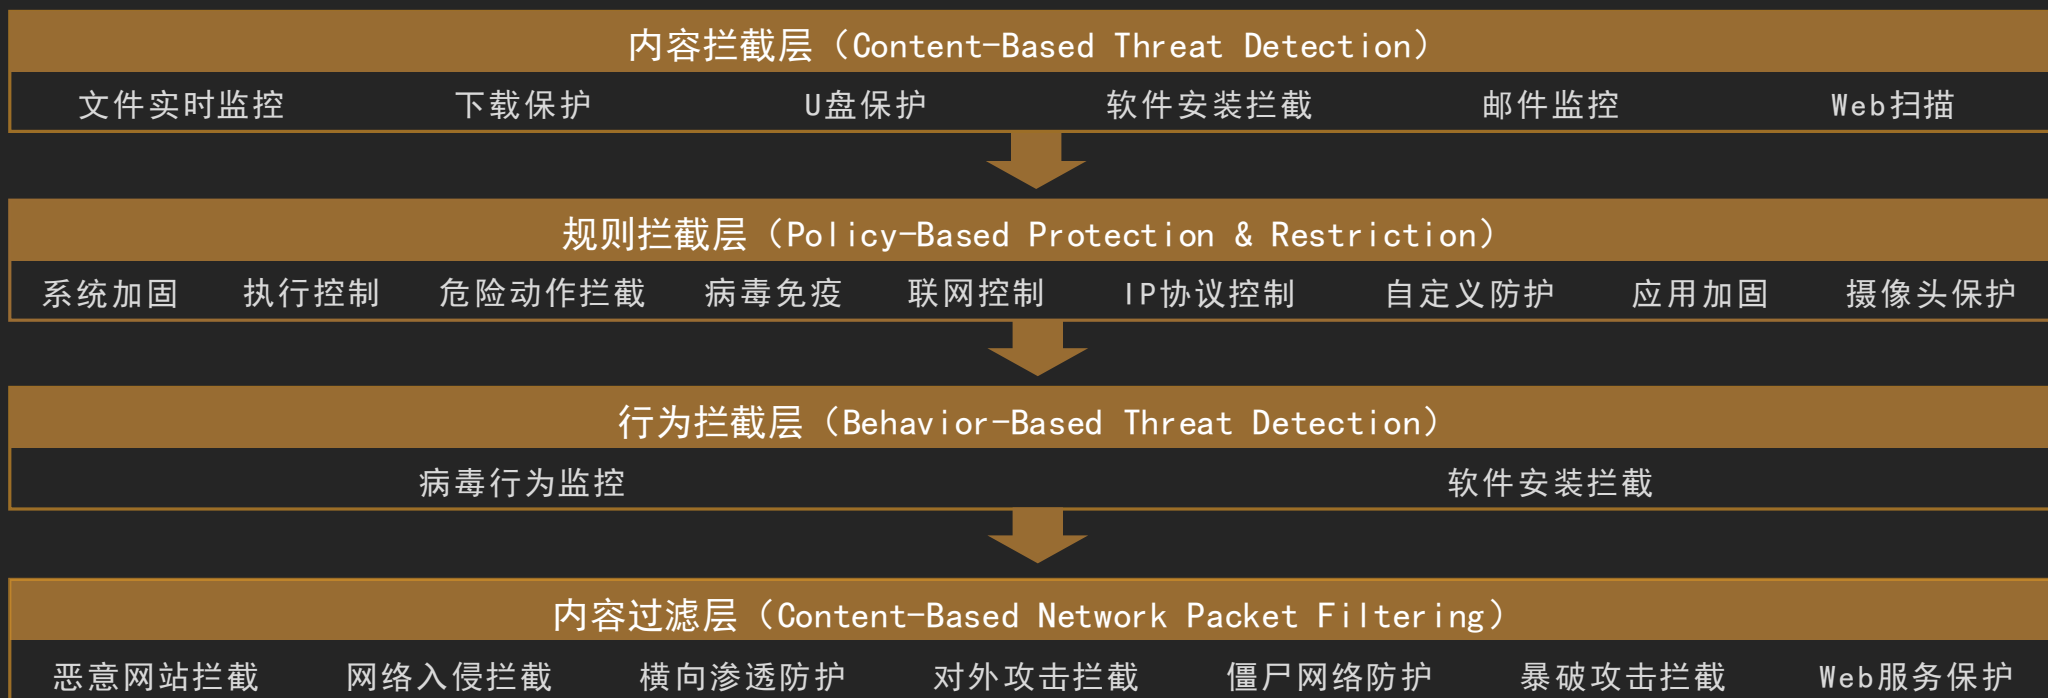 内容拦截层（Content-Based Threat Detection）
文件实时监控 下载保护 U盘保护 软件安装拦截 邮件监控 Web扫描
规则拦截层（Policy-Based Protection & Restriction）
系统加固 执行控制 危险动作拦截 病毒免疫 联网控制 IP协议控制 自定义防护 应用加固 摄像头保护
行为拦截层（Behavior-Based Threat Detection）
病毒行为监控 软件安装拦截
内容过滤层（Content-Based Network Packet Filtering）
恶意网站拦截 网络入侵拦截 横向渗透防护 对外攻击拦截 僵尸网络防护 暴破攻击拦截 Web服务保护